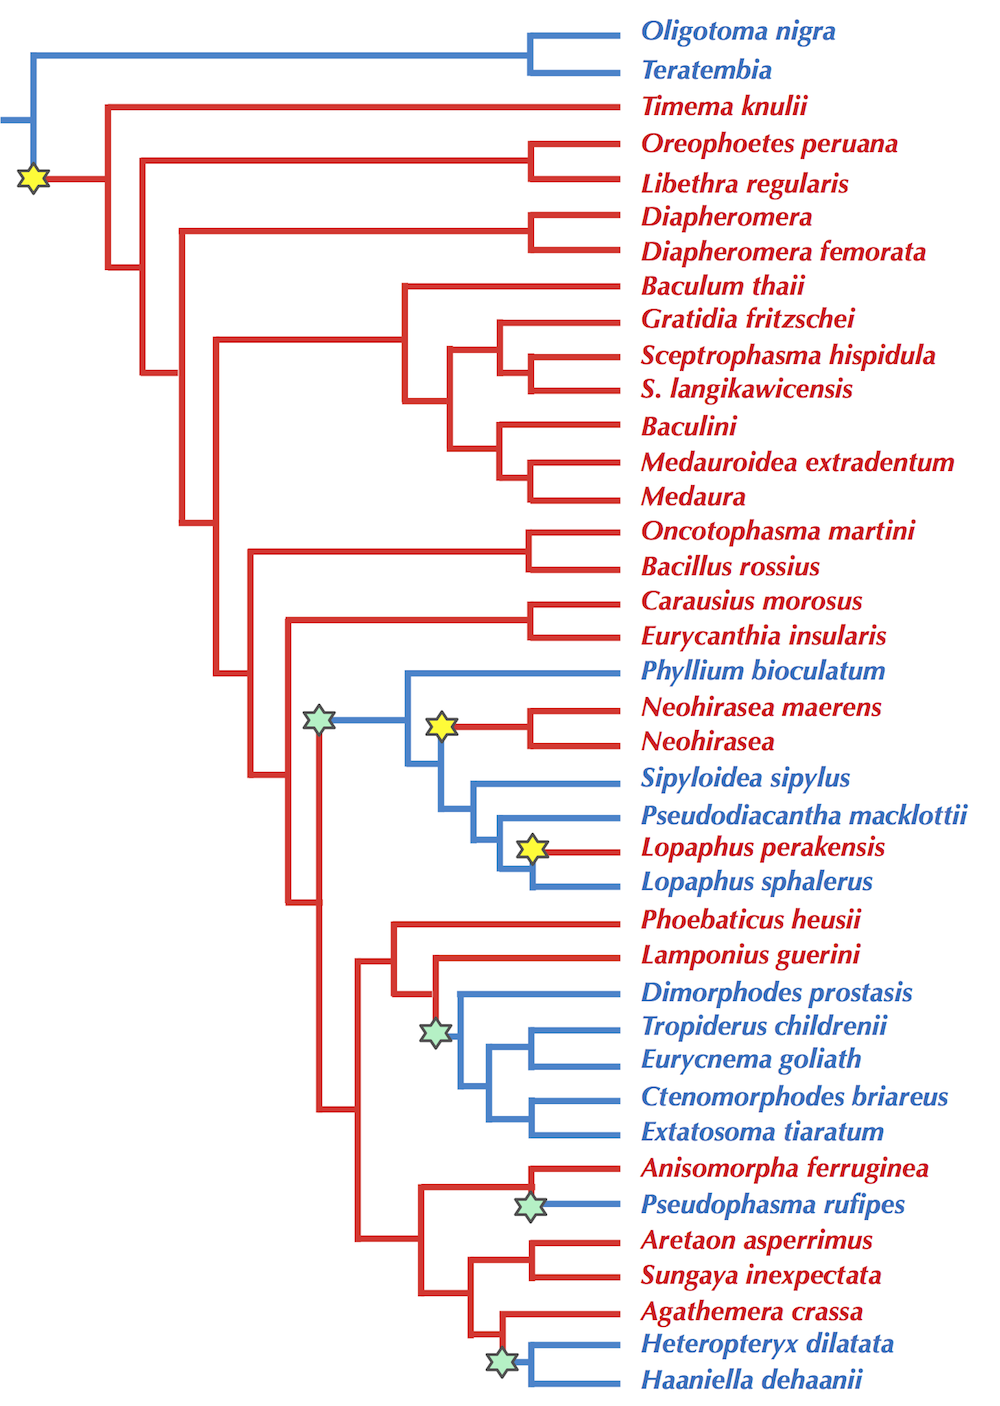 Oligotoma nigra
Teratembia
Timema knulii
Oreophoetes peruana
Libethra regularis
Diapheromera
Diapheromera femorata
Baculum thaii
Gratidia fritzschei
Sceptrophasma hispidula
S. langikawicensis
Baculini
Medauroidea extradentum
Medaura
Oncotophasma martini
Bacillus rossius
Carausius morosus
Eurycanthia insularis
Phyllium bioculatum
Neohirasea maerens
Neohirasea
Sipyloidea sipylus
Pseudodiacantha macklottii
Lopaphus perakensis
Lopaphus sphalerus
Phoebaticus heusii
Lamponius guerini
Dimorphodes prostasis
Tropiderus childrenii
Eurycnema goliath
Ctenomorphodes briareus
Extatosoma tiaratum
Anisomorpha ferruginea
Pseudophasma rufipes
Aretaon asperrimus
Sungaya inexpectata
Agathemera crassa
Heteropteryx dilatata
Haaniella dehaanii